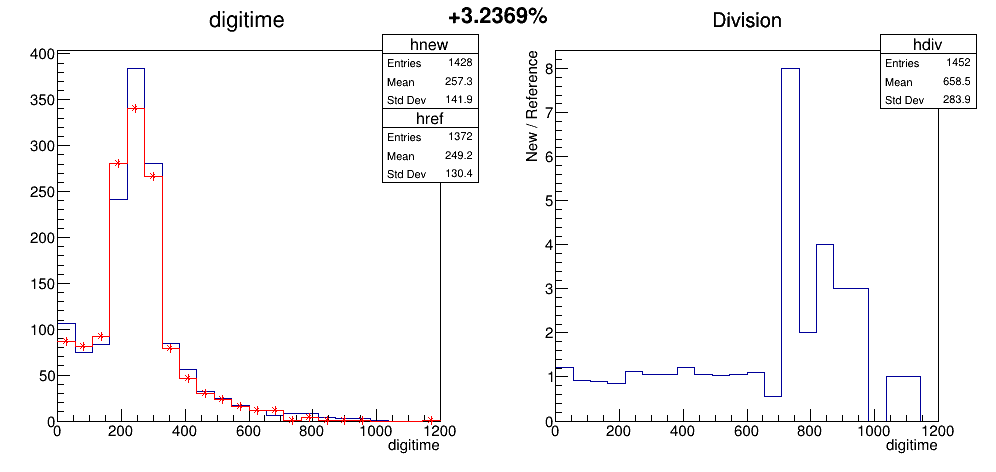 +3.2369%
digitime
hnew
Entries 1428
Mean 257.3
Std Dev 141.9
href
Entries 1372
Mean 249.2
Std Dev 130.4
400
350
300
250
200
150
100
50
0
0 200 400 600 800 1000 1200
digitime
Division
hdiv
Entries 1452
Mean 658.5
Std Dev 283.9
New / Reference
8
7
6
5
4
3
2
1
0
0 200 400 600 800 1000 1200
digitime